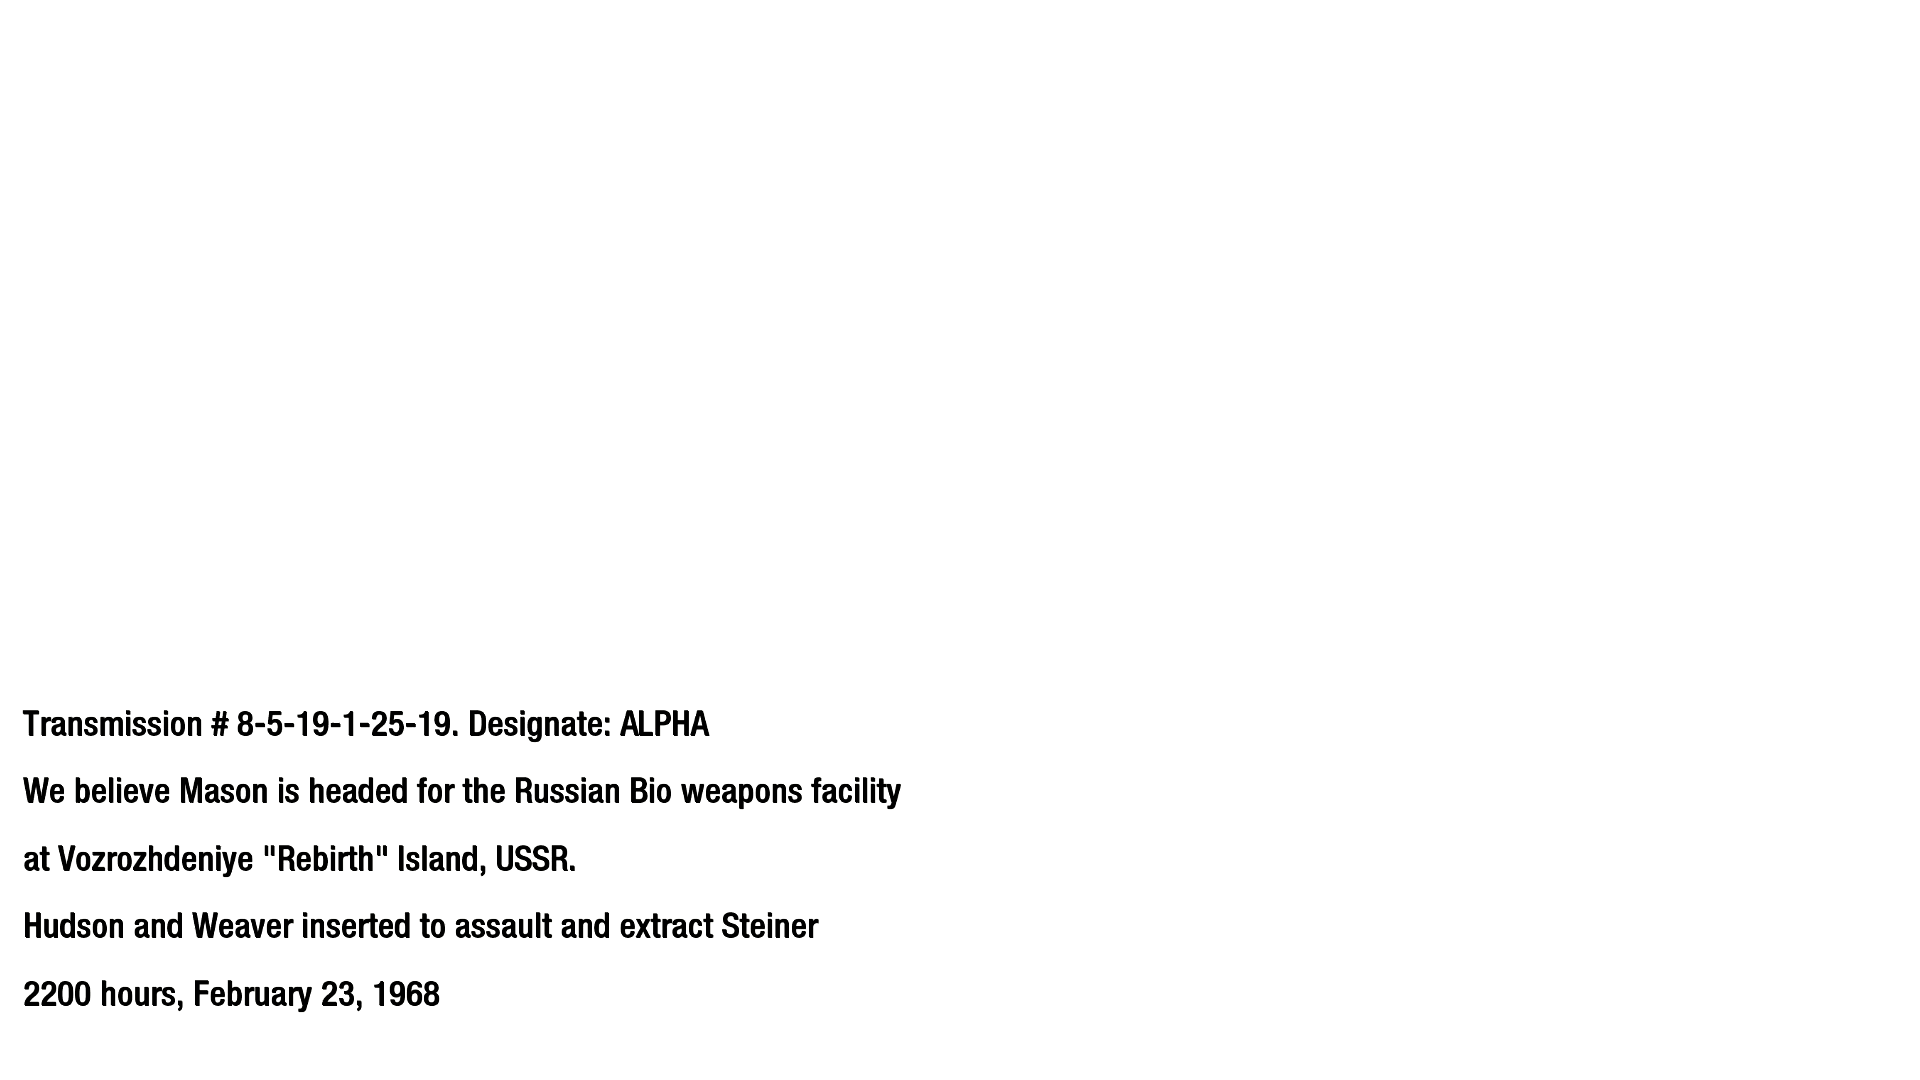 Transmission # 8-5-19-1-25-19. Designate: ALPHA
We believe Mason is headed for the Russian Bio weapons facility
at Vozrozhdeniye "Rebirth" Island, USSR.
Hudson and Weaver inserted to assault and extract Steiner
2200 hours, February 23, 1968